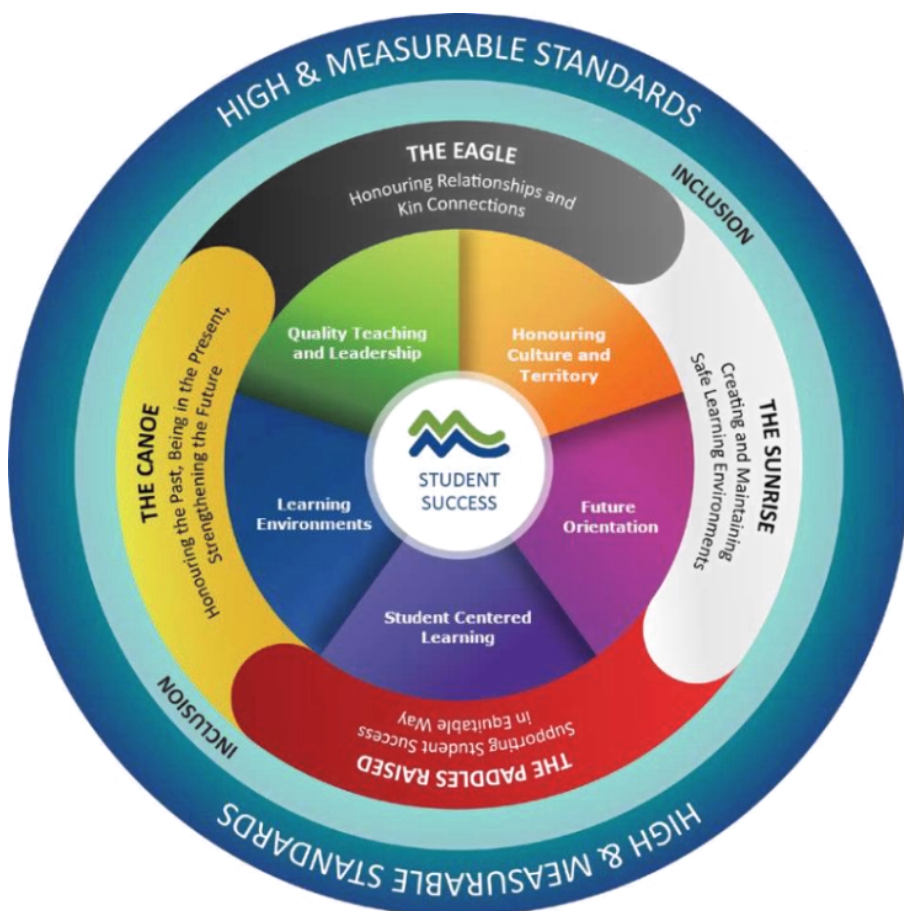 HIGH & MEASURABLE STANDARDS
INCLUSION
THE EAGLE
Honouring Relationships and
Kin Connections
THE SUNRISE
Creating and Maintaining
Safe Learning Environments
THE PADDLES RAISED
Supporting Student Success
in Equitable Way
THE CANOE
Honouring the Past, Being in the Present,
Strengthening the Future
Quality Teaching
and Leadership
Honouring
Culture and
Territory
Future
Orientation
Student Centered
Learning
Learning
Environments
STUDENT
SUCCESS
INCLUSION
HIGH & MEASURABLE STANDARDS